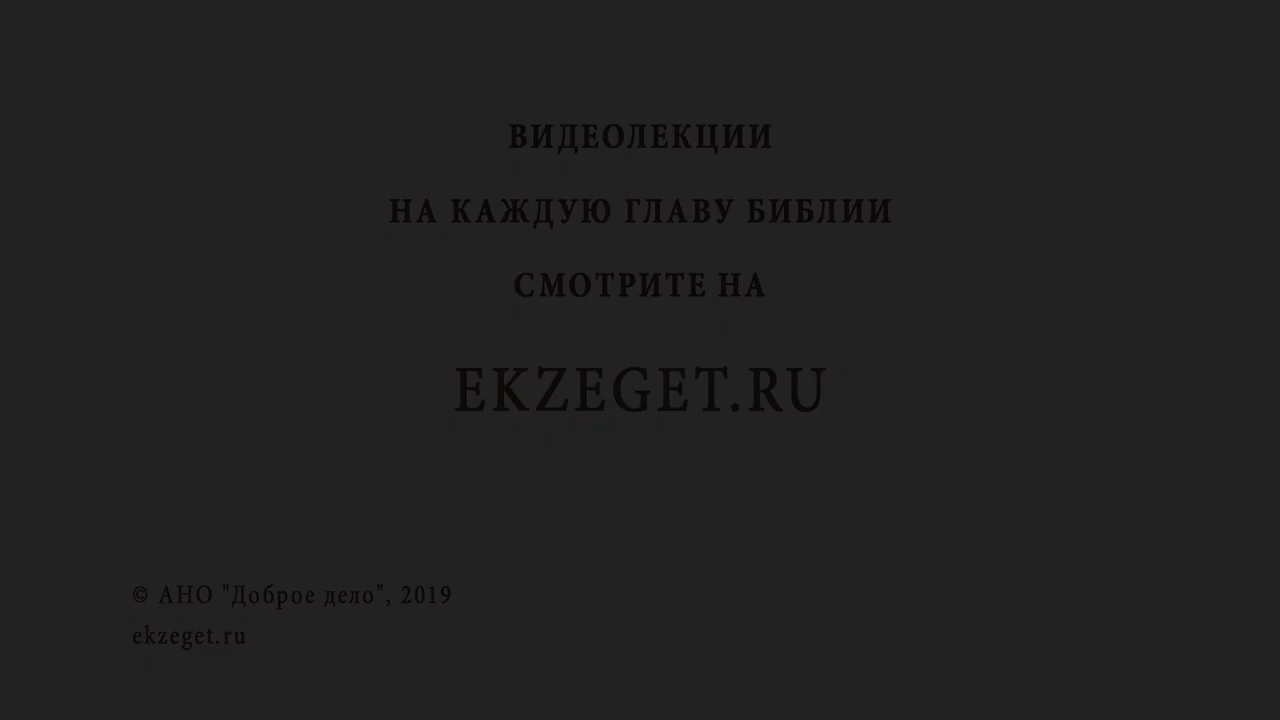 ВИДЕОЛЕКЦИИ
НА КАЖДУЮ ГЛАВУ БИБЛИИ
СМОТРИТЕ НА
EKZEGET.RU
© АНО "Доброе дело", 2019
ekzeget.ru